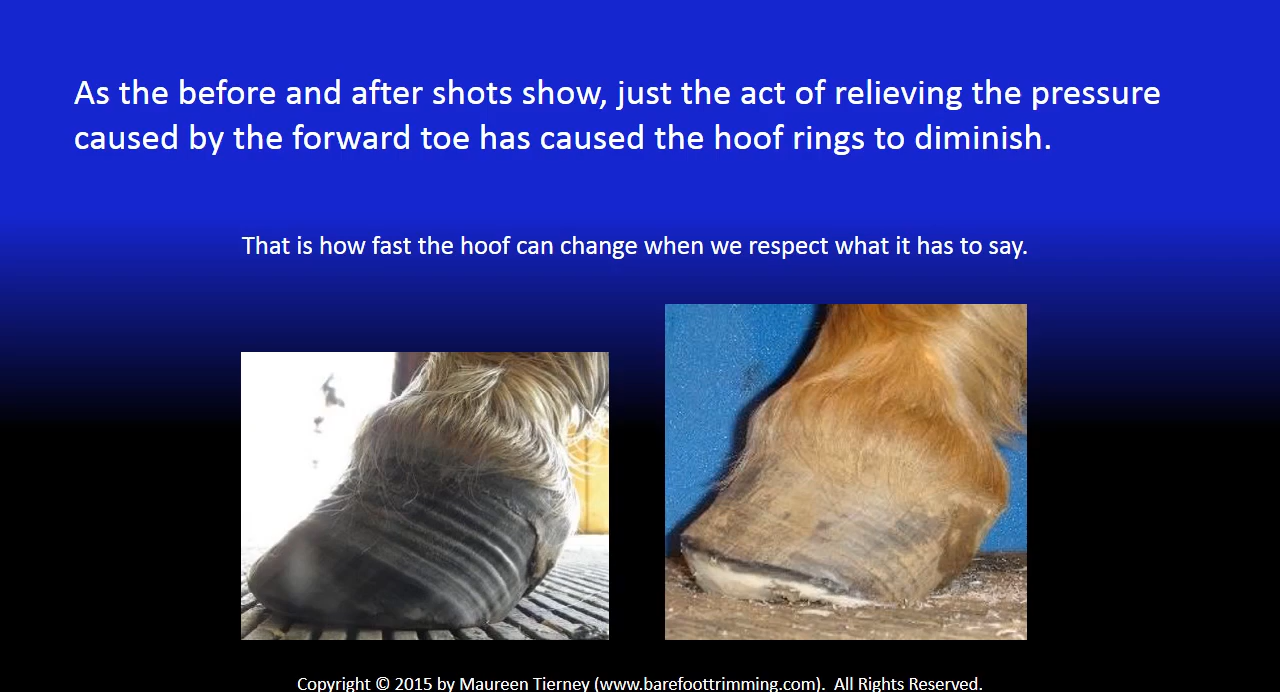 As the before and after shots show, just the act of relieving the pressure
caused by the forward toe has caused the hoof rings to diminish.
That is how fast the hoof can change when we respect what it has to say.
Copyright © 2015 by Maureen Tierney (www.barefoottrimming.com).  All Rights Reserved.